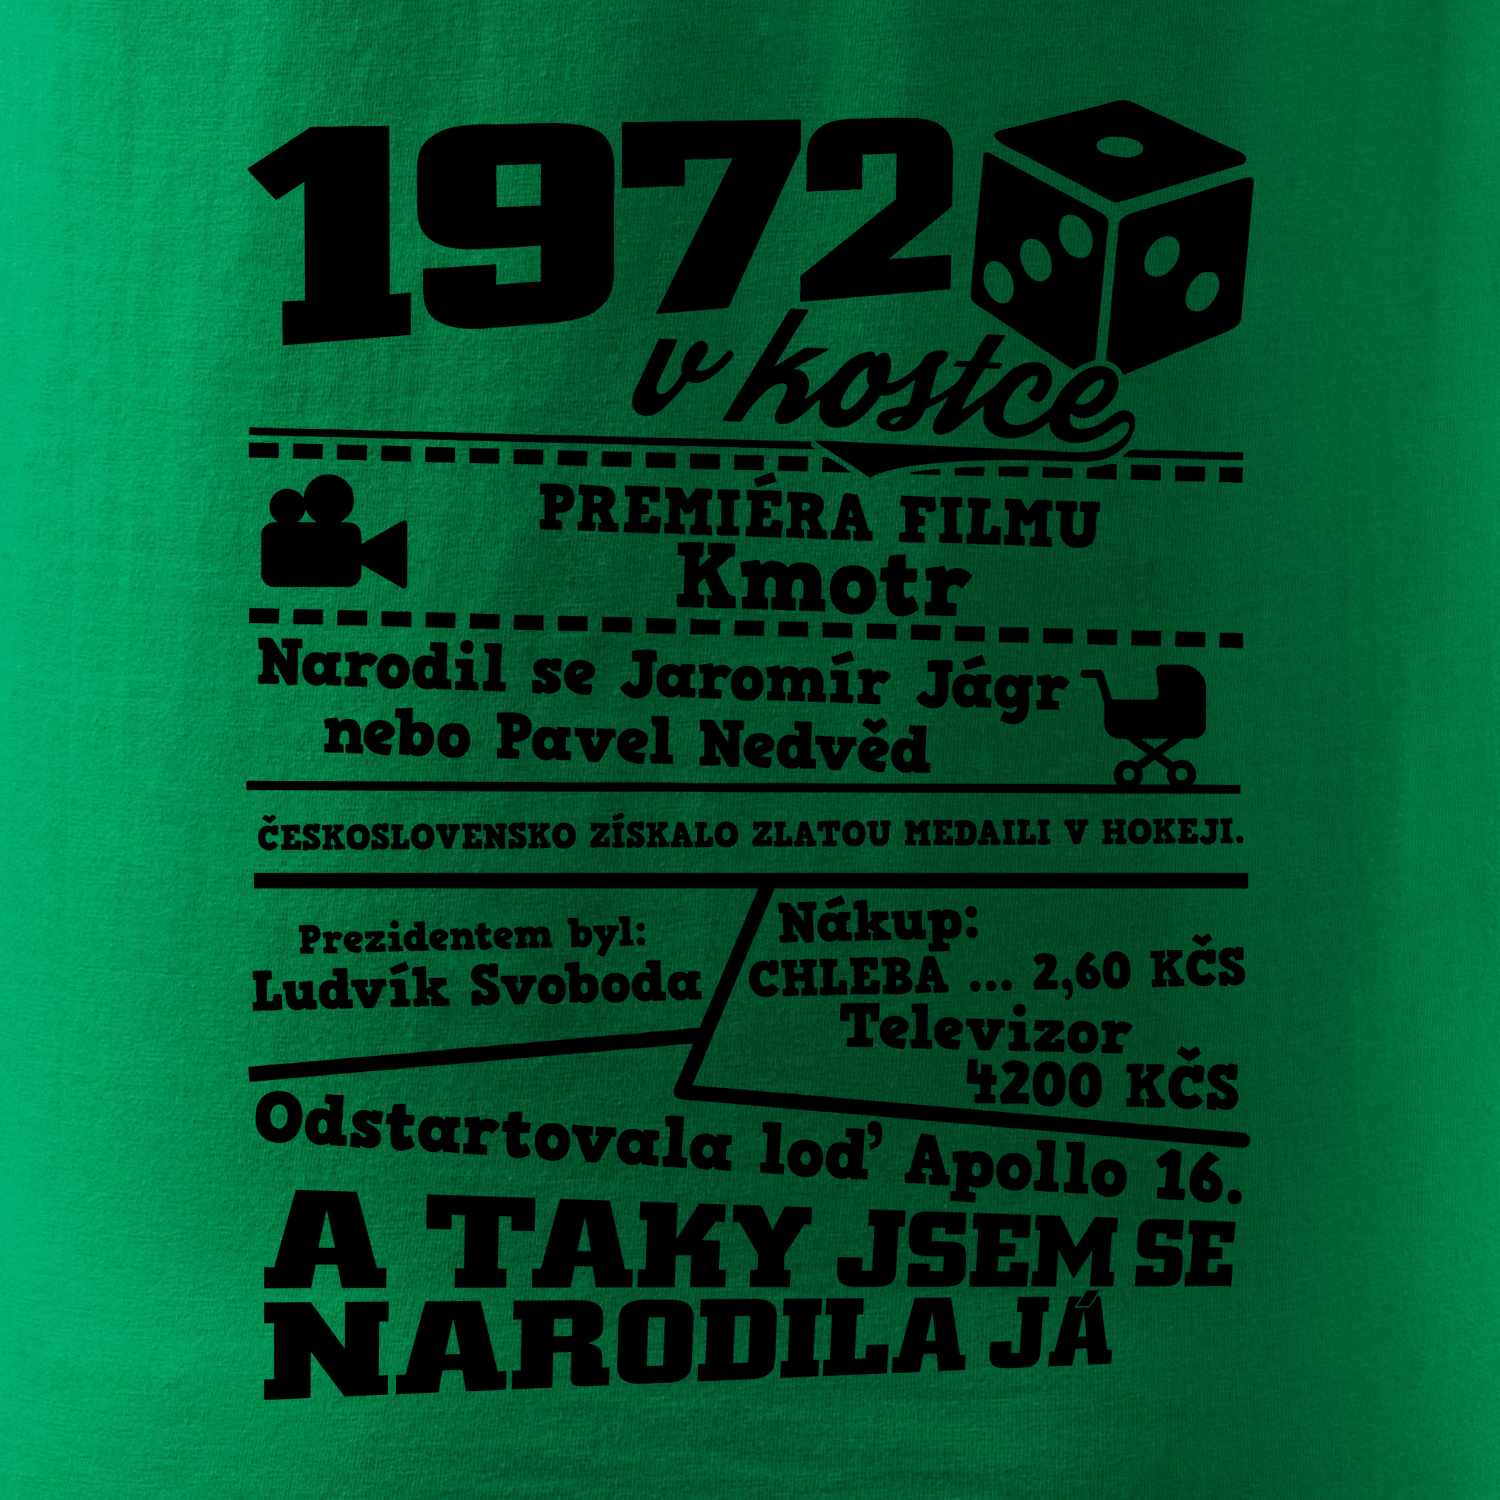 1972
v kostce
PREMIÉRA FILMU
Kmotr
Narodil se Jaromír Jágr
nebo Pavel Nedvěd
ČESKOSLOVENSKO ZÍSKALO ZLATOU MEDAILI V HOKEJI.
Prezidentem byl:
Ludvík Svoboda
Nákup:
CHLEBA ... 2,60 KČS
Televizor
4200 KČS
Odstartovala loď Apollo 16.
A TAKY JSEM SE
NARODILA JÁ